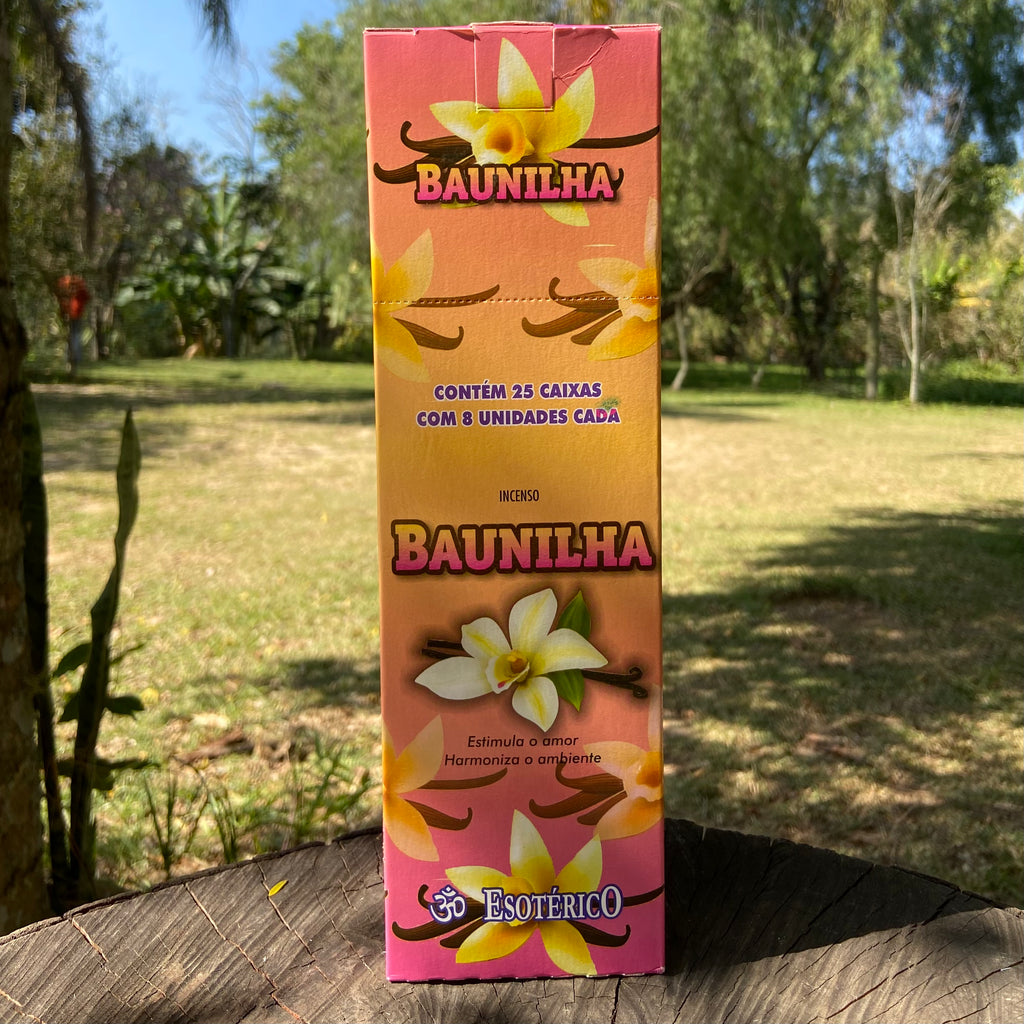 BAUNILHA
CONTÉM 25 CAIXAS
COM 8 UNIDADES CADA
INCENSO
BAUNILHA
Estimula o amor
Harmoniza o ambiente
ॐ ESOTÉRICO